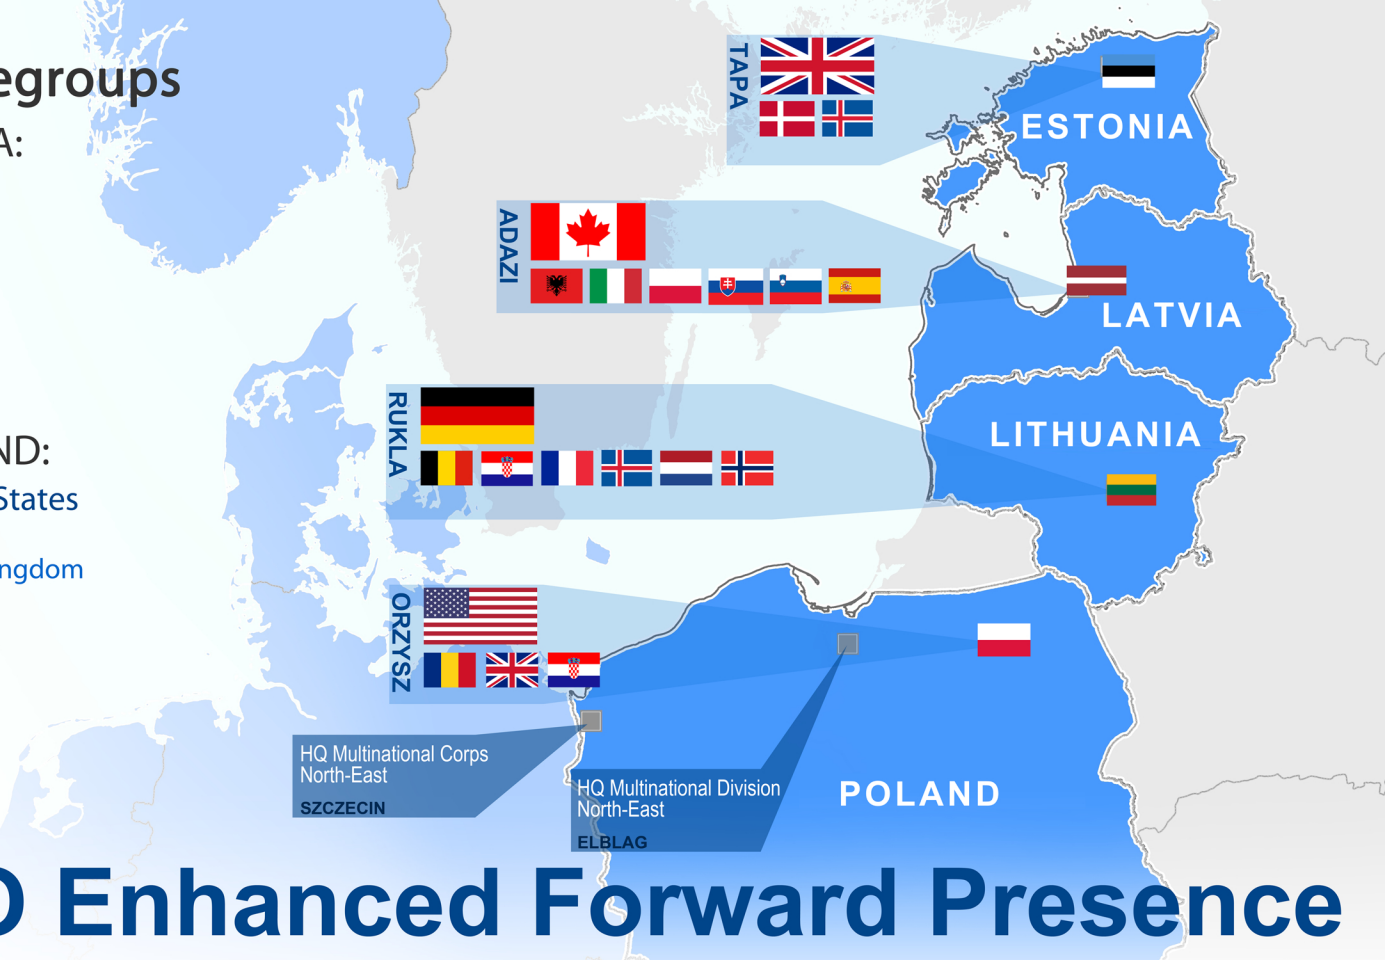 egroups
A:
ND:
States
ngdom
TAPA
ESTONIA
ADAZI
LATVIA
RUKLA
LITHUANIA
ORZYSZ
HQ Multinational Corps
North-East
SZCZECIN
HQ Multinational Division
North-East
ELBLAG
POLAND
O Enhanced Forward Presence